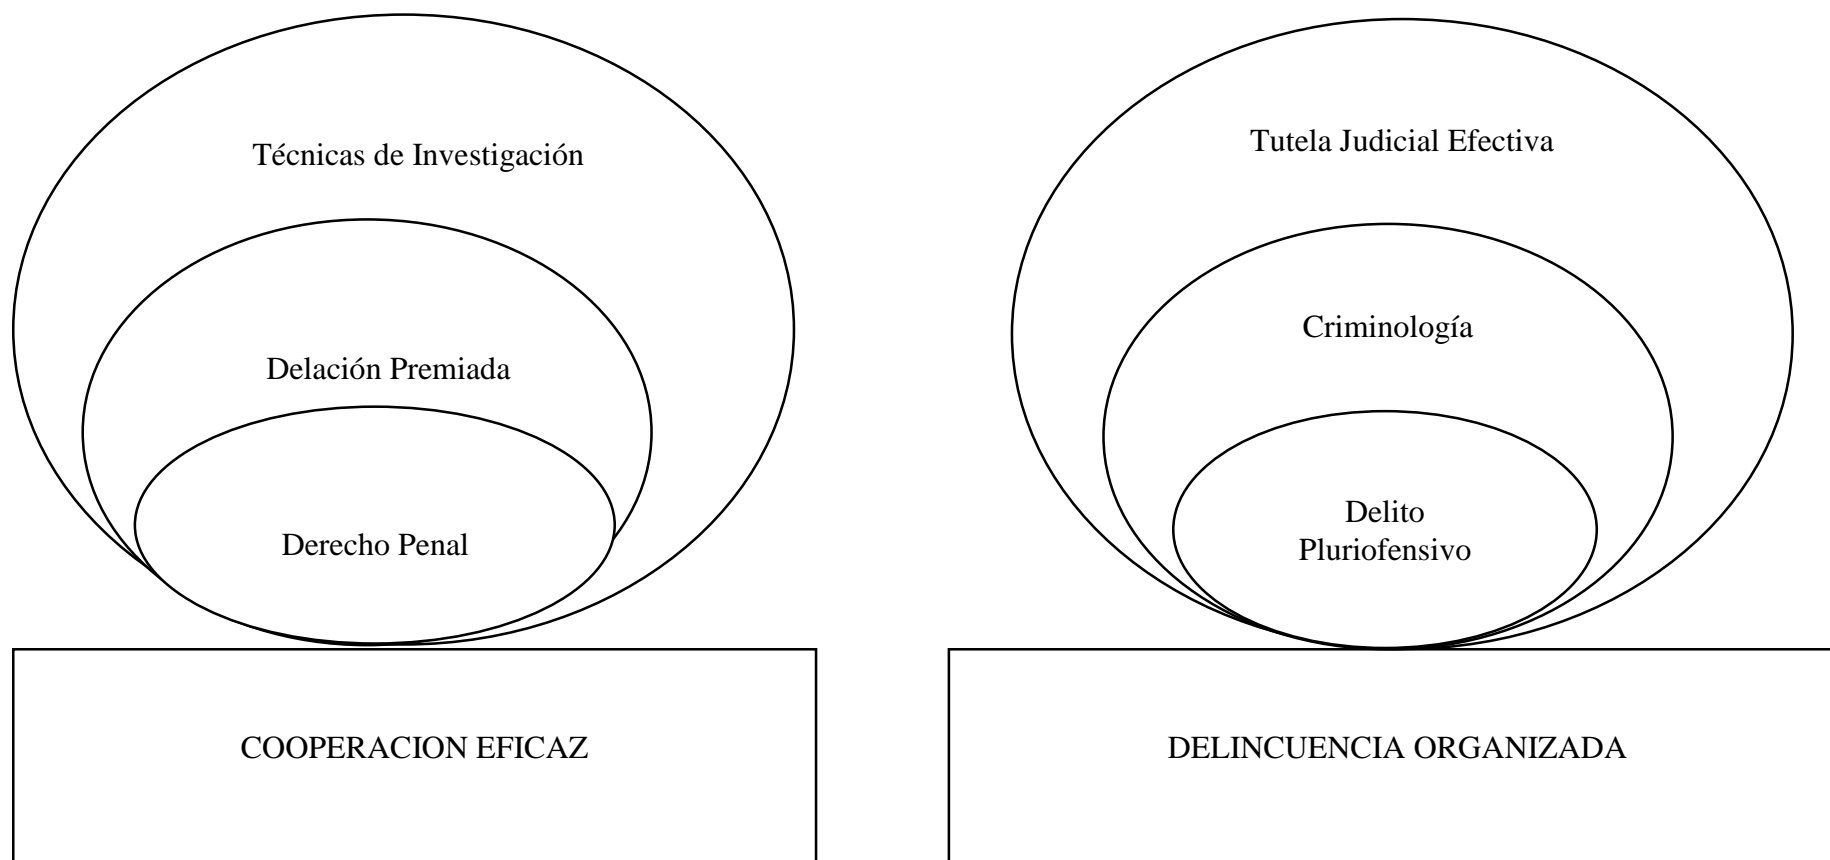 Técnicas de Investigación
Delación Premiada
Derecho Penal
COOPERACION EFICAZ
Tutela Judicial Efectiva
Criminología
Delito
Pluriofensivo
DELINCUENCIA ORGANIZADA